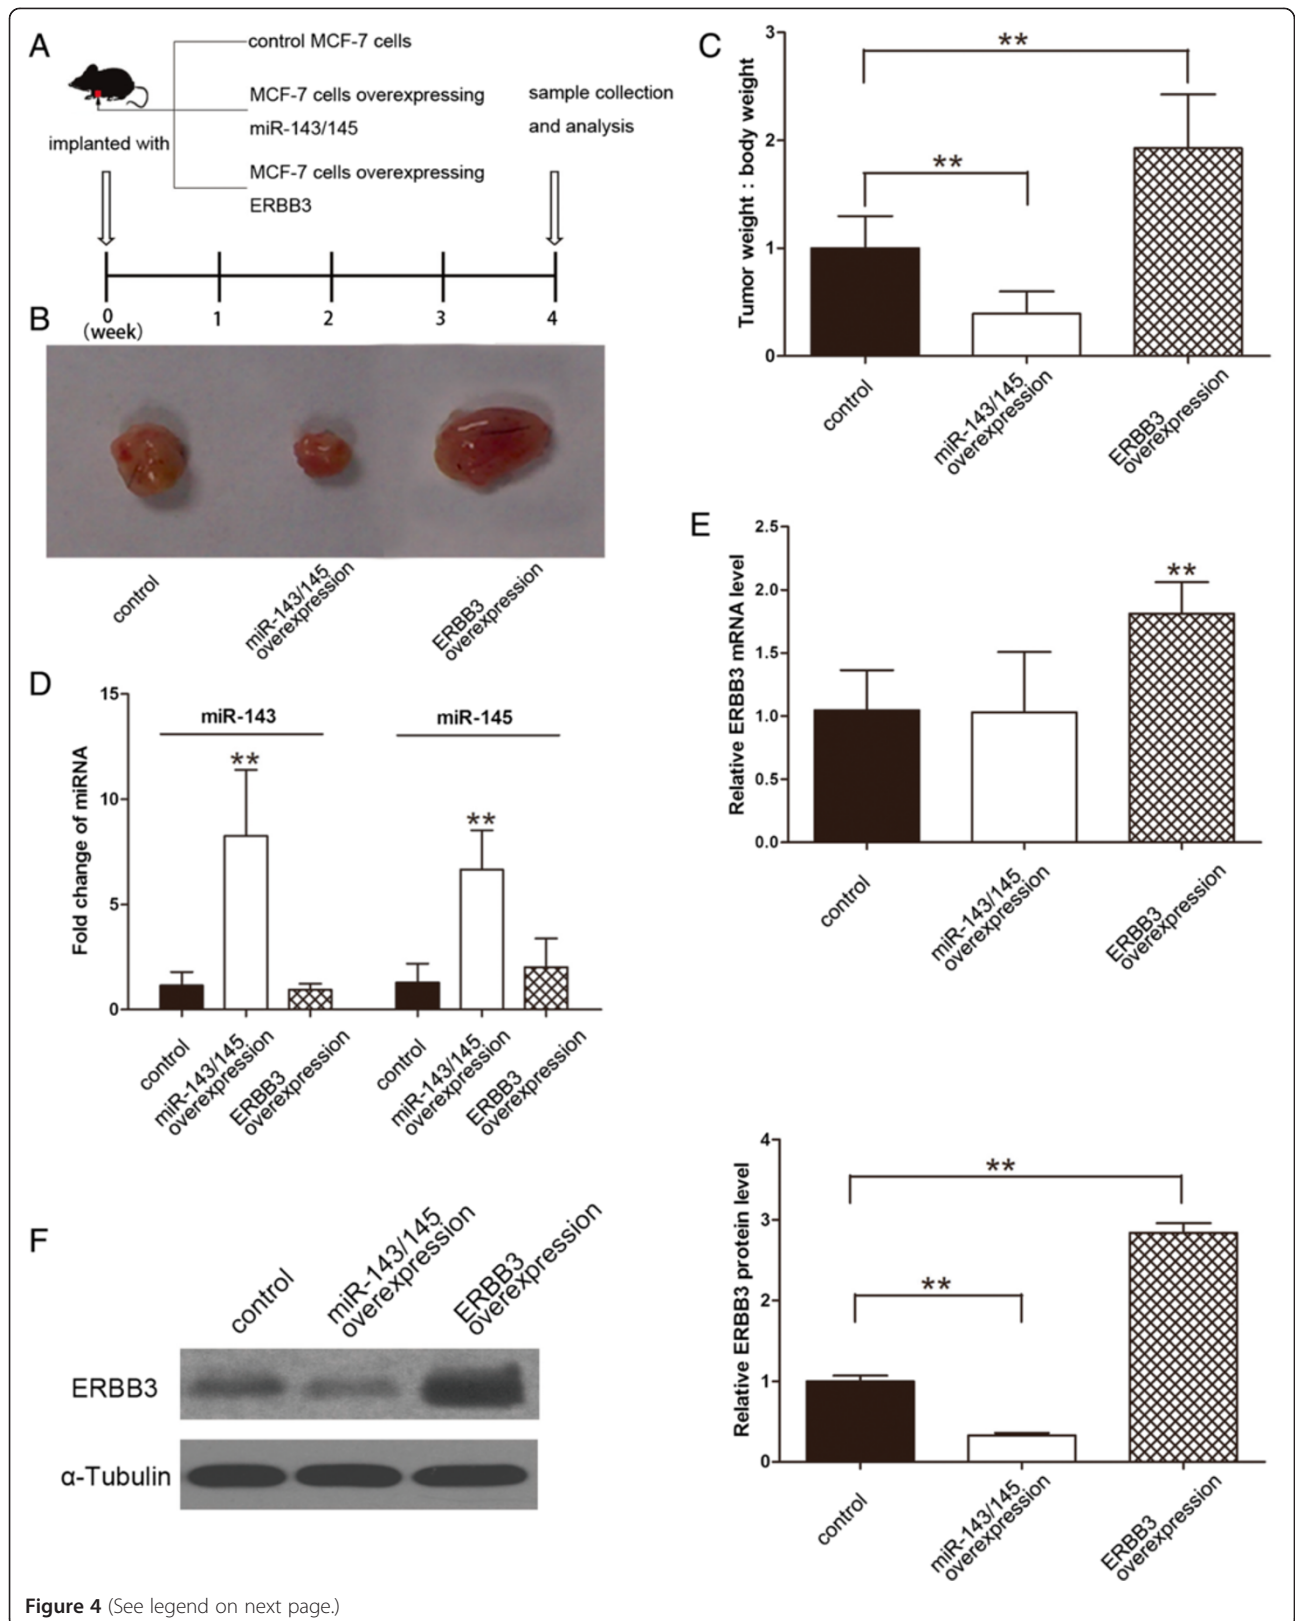 A
control MCF-7 cells
MCF-7 cells overexpressing
miR-143/145
MCF-7 cells overexpressing
ERBB3
implanted with
sample collection
and analysis
0
1
2
3
4
(week)
B
control
miR-143/145
overexpression
ERBB3
overexpression
C
Tumor weight : body weight
3
2
1
0
**
**
control
miR-143/145
overexpression
ERBB3
overexpression
D
Fold change of miRNA
15
10
5
0
miR-143
miR-145
**
**
control
miR-143/145
overexpression
ERBB3
overexpression
control
miR-143/145
overexpression
ERBB3
overexpression
E
Relative ERBB3 mRNA level
2.5
2.0
1.5
1.0
0.5
0.0
**
control
miR-143/145
overexpression
ERBB3
overexpression
F
control
miR-143/145
overexpression
ERBB3
overexpression
ERBB3
α-Tubulin
Relative ERBB3 protein level
4
3
2
1
0
**
**
control
miR-143/145
overexpression
ERBB3
overexpression
Figure 4 (See legend on next page.)